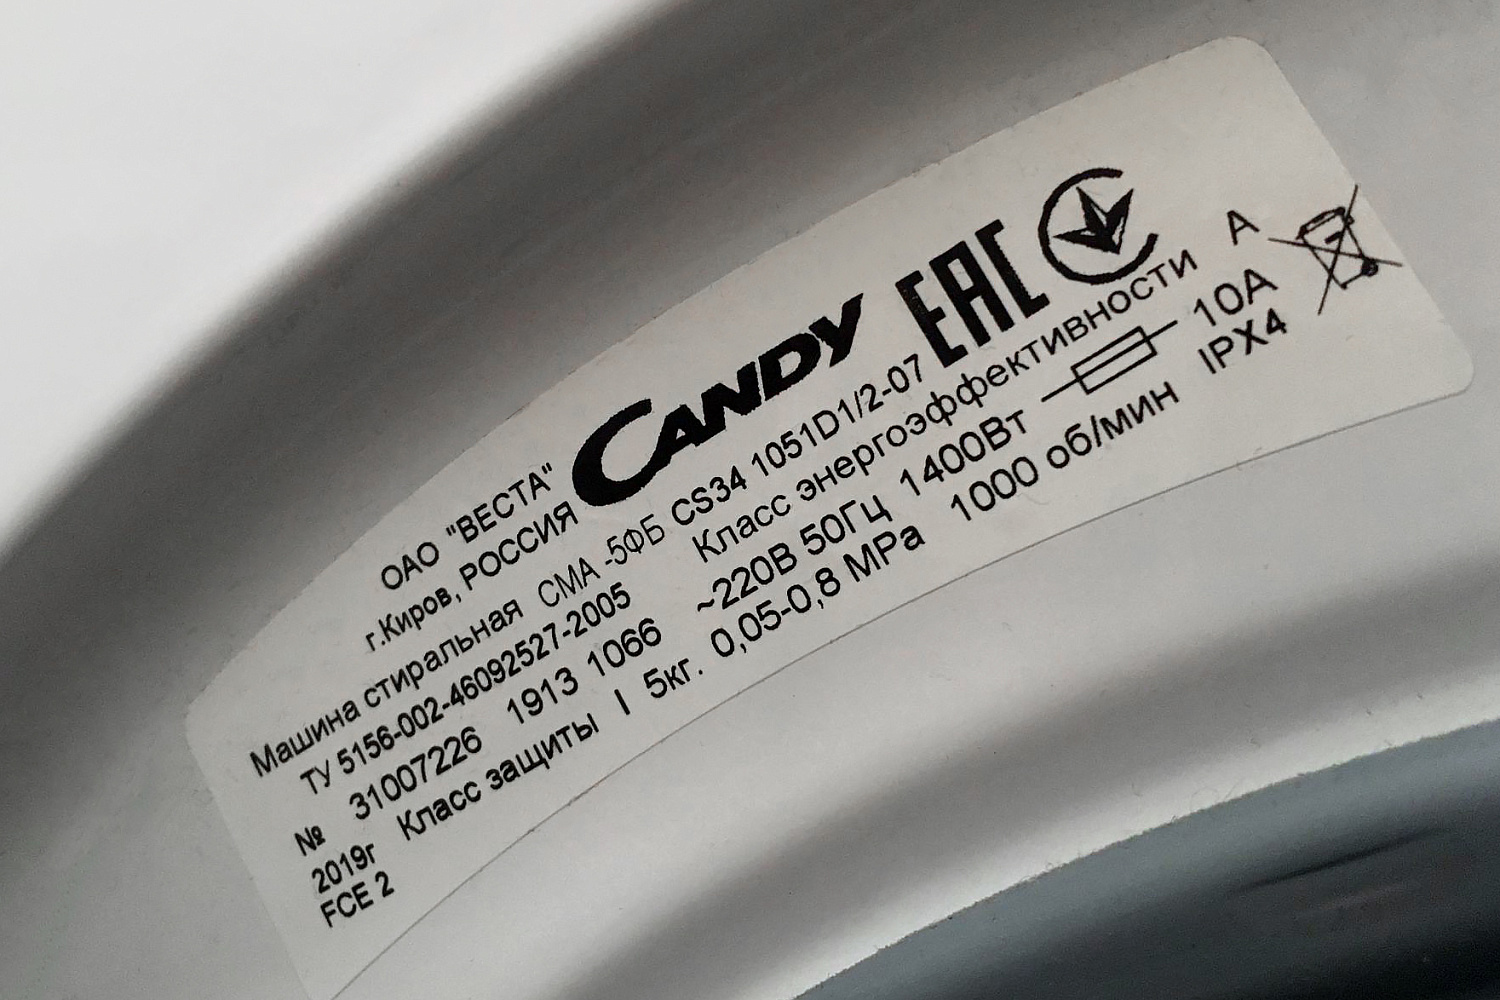 ОАО "ВЕСТА"
г.Киров, РОССИЯ
CANDY
EAC
Машина стиральная СМА -5ФБ CS34 1051D1/2-07
ТУ 5156-002-46092527-2005 Класс энергоэффективности А
№ 31007226 1913 1066 ~220В 50Гц 1400Вт 10А
2019г Класс защиты I 5кг. 0,05-0,8 MPa 1000 об/мин IPX4
FCE 2